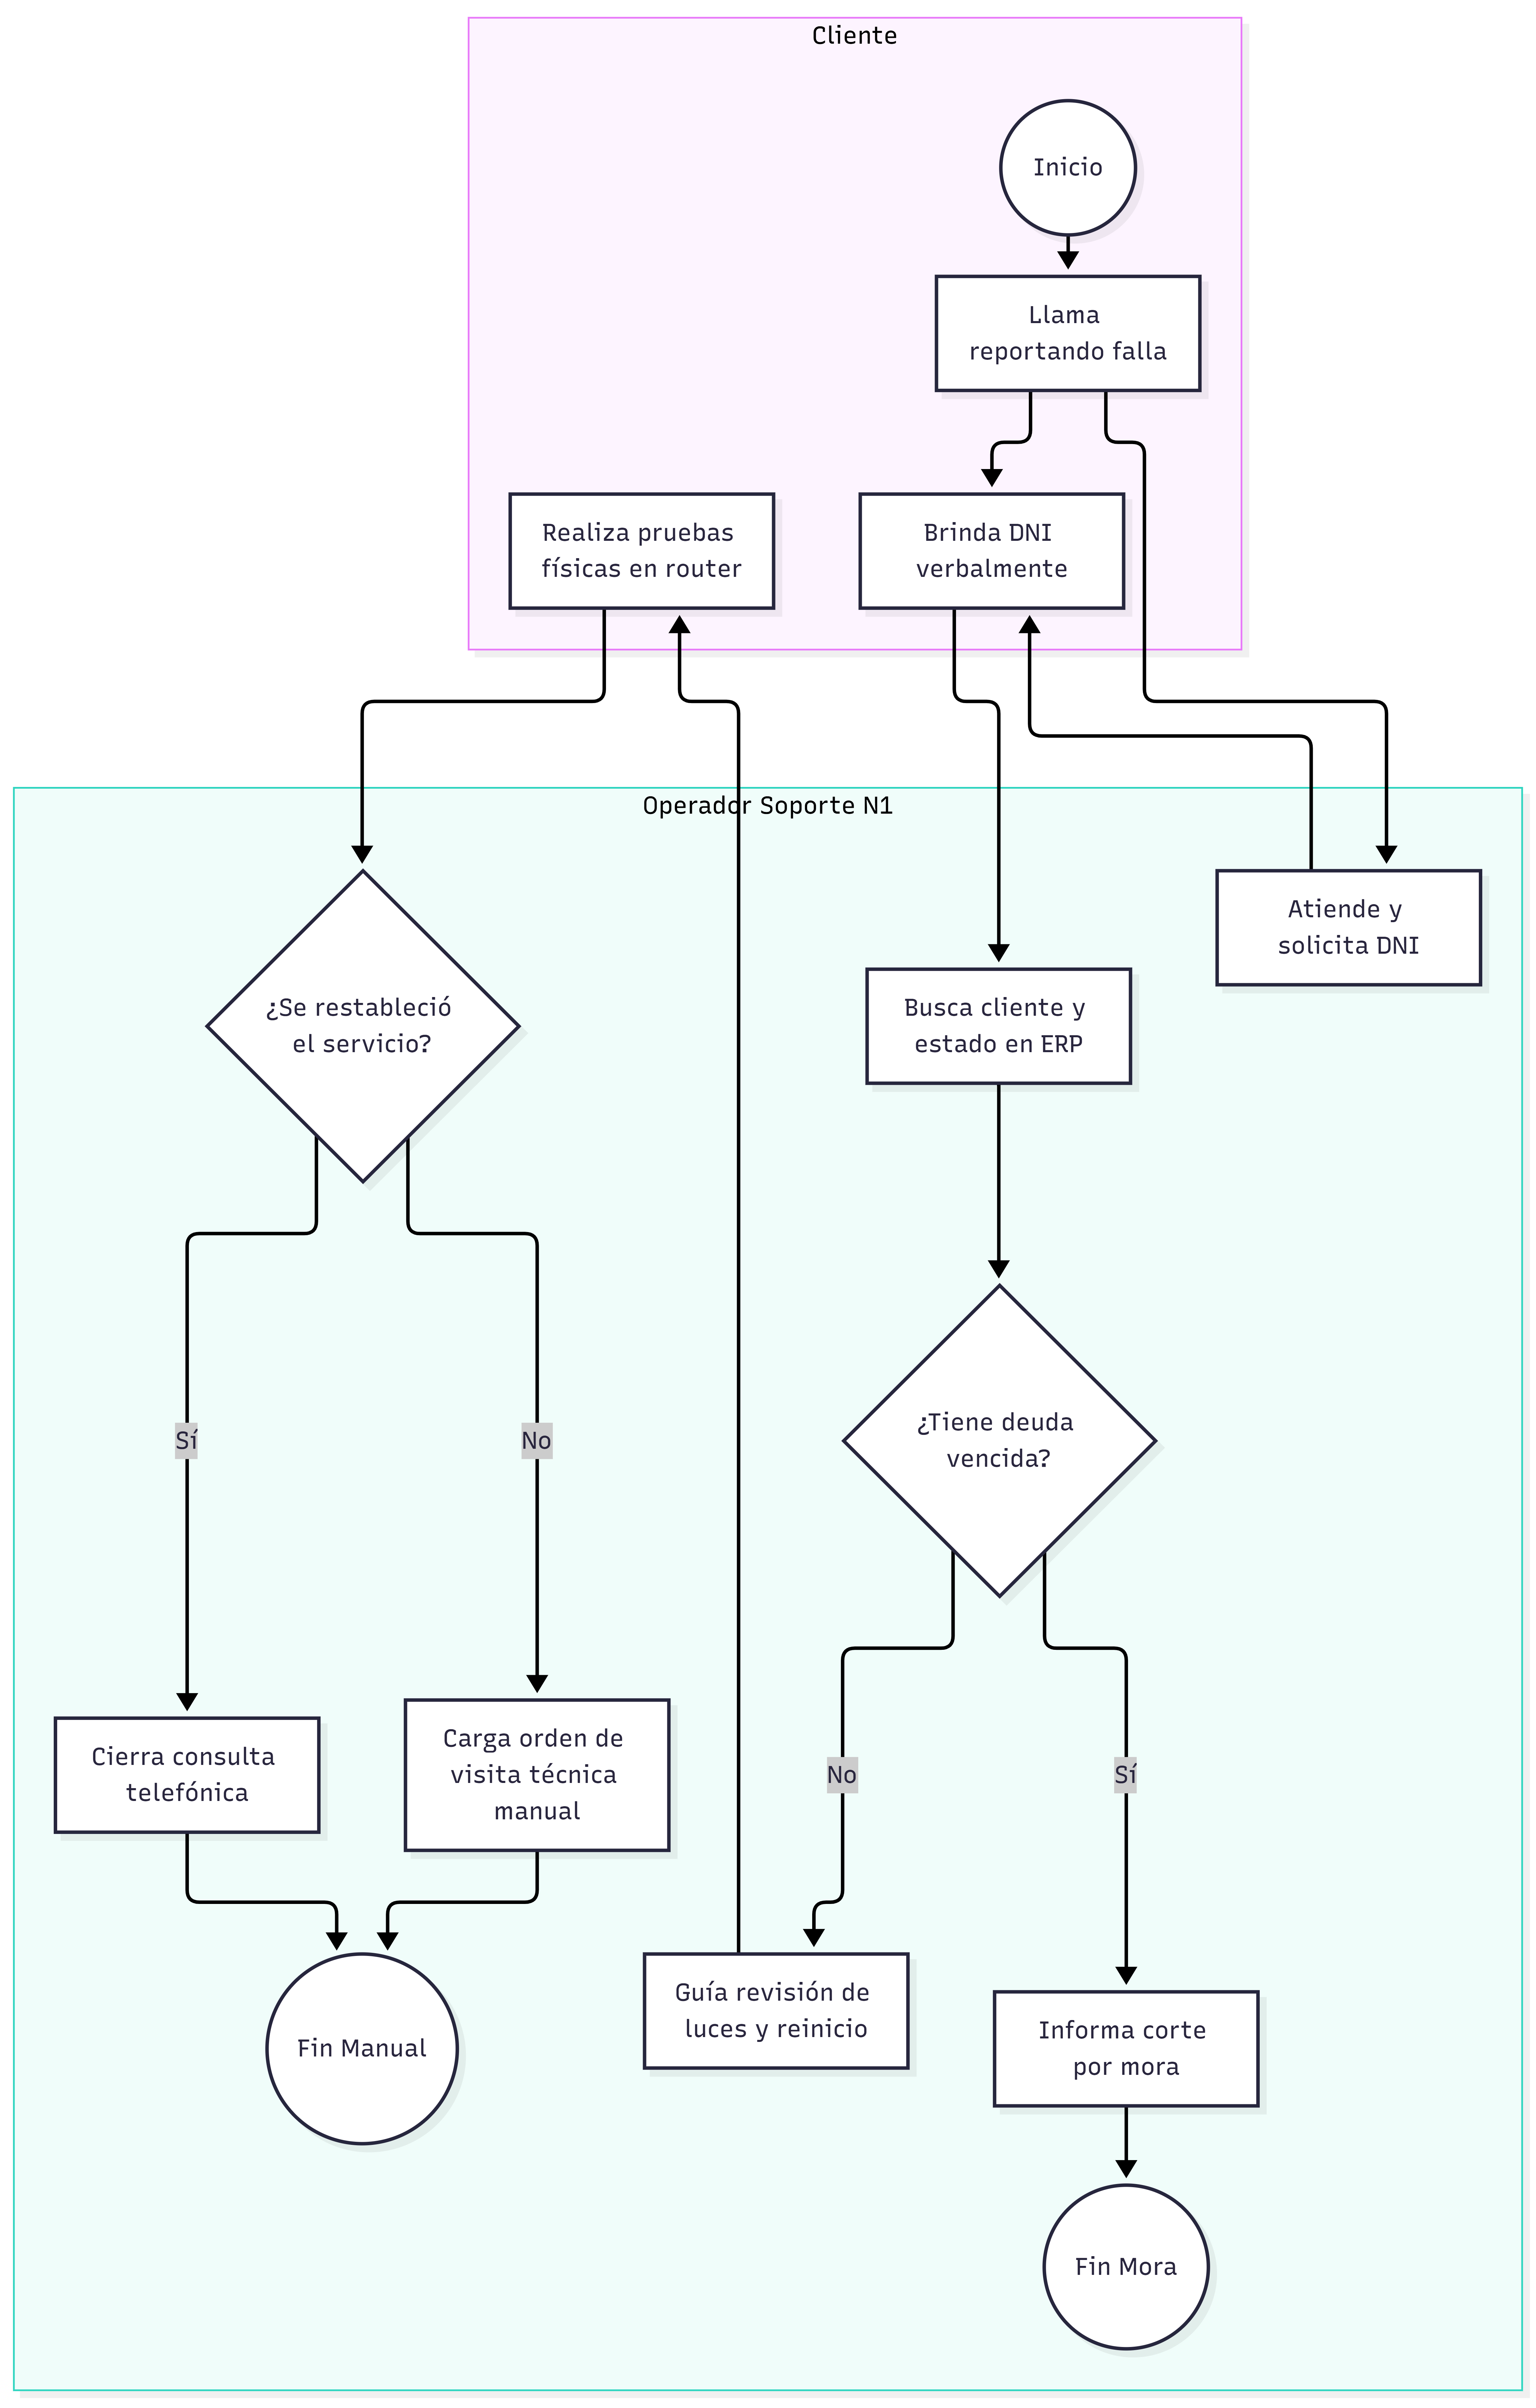 Cliente
Inicio
Llama
reportando falla
Realiza pruebas
físicas en router
Brinda DNI
verbalmente
Operador Soporte N1
Atiende y
solicita DNI
¿Se restableció
el servicio?
Busca cliente y
estado en ERP
¿Tiene deuda
vencida?
Sí
No
Cierra consulta
telefónica
Carga orden de
visita técnica
manual
No
Sí
Guía revisión de
luces y reinicio
Informa corte
por mora
Fin Manual
Fin Mora